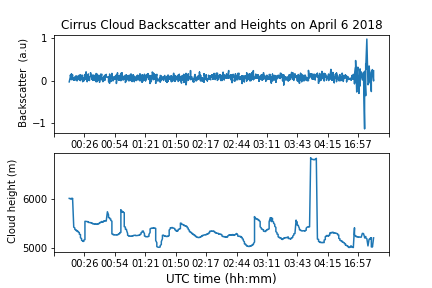 Cirrus Cloud Backscatter and Heights on April 6 2018
Backscatter (a.u)
1
0
−1
00:26 00:54 01:21 01:50 02:17 02:44 03:11 03:43 04:15 16:57
Cloud height (m)
6000
5000
00:26 00:54 01:21 01:50 02:17 02:44 03:11 03:43 04:15 16:57
UTC time (hh:mm)